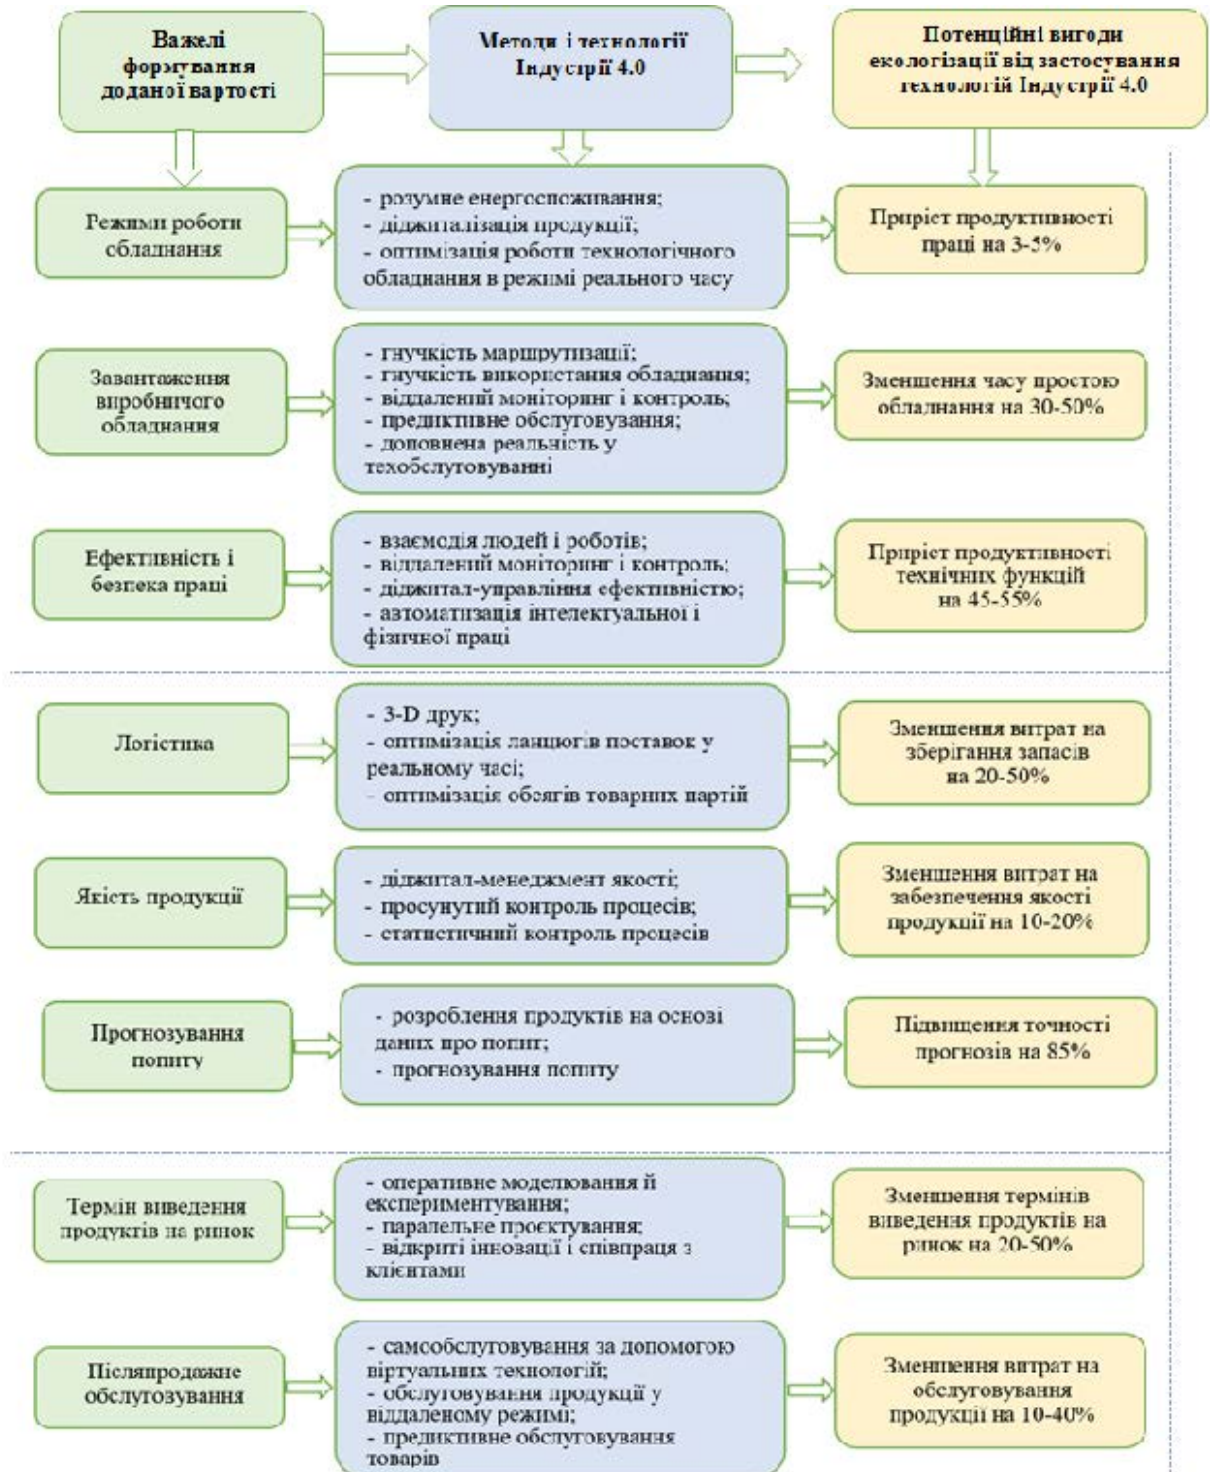 Важелі
формування
доданої вартості
Методи і технології
Індустрії 4.0
Потенційні вигоди
екологізації від застосування
технологій Індустрії 4.0
Режими роботи
обладнання
- розумне енергоспоживання;
- діджиталізація продукції;
- оптимізація роботи технологічного
обладнання в режимі реального часу
Приріст продуктивності
праці на 3-5%
Завантаження
виробничого
обладнання
- гнучкість маршрутизації;
- гнучкість використання обладнання;
- віддалений моніторинг і контроль;
- предиктивне обслуговування;
- доповнена реальність у
техобслуговуванні
Зменшення часу простою
обладнання на 30-50%
Ефективність і
безпека праці
- взаємодія людей і роботів;
- віддалений моніторинг і контроль;
- діджитал-управління ефективністю;
- автоматизація інтелектуальної і
фізичної праці
Приріст продуктивності
технічних функцій
на 45-55%
Логістика
- 3-D друк;
- оптимізація ланцюгів поставок у
реальному часі;
- оптимізація обсягів товарних партій
Зменшення витрат на
зберігання запасів
на 20-50%
Якість продукції
- діджитал-менеджмент якості;
- просунутий контроль процесів;
- статистичний контроль процесів
Зменшення витрат на
забезпечення якості
продукції на 10-20%
Прогнозування
попиту
- розроблення продуктів на основі
даних про попит;
- прогнозування попиту
Підвищення точності
прогнозів на 85%
Термін виведення
продуктів на ринок
- оперативне моделювання й
експериментування;
- паралельне проєктування;
- відкриті інновації і співпраця з
клієнтами
Зменшення термінів
виведення продуктів на
ринок на 20-50%
Післяпродажне
обслуговування
- самообслуговування за допомогою
віртуальних технологій;
- обслуговування продукції у
віддаленому режимі;
- предиктивне обслуговування
товарів
Зменшення витрат на
обслуговування
продукції на 10-40%